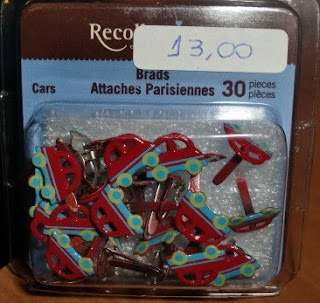 13,00
Cars
Brads
Attaches Parisiennes
30 pieces
pièces